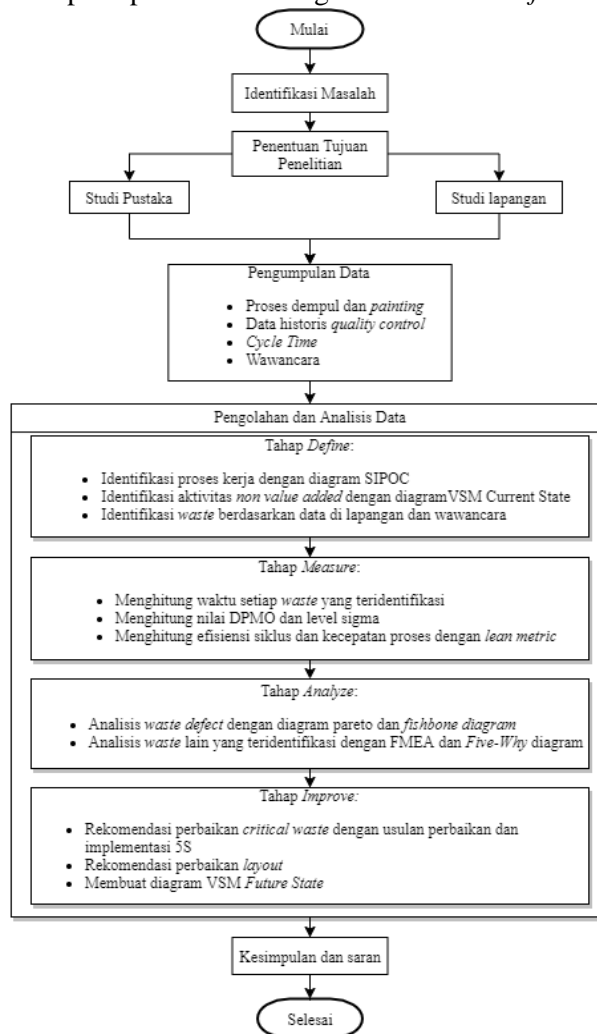 Mulai
Identifikasi Masalah
Penentuan Tujuan
Penelitian
Studi Pustaka
Studi lapangan
Pengumpulan Data
• Proses dempul dan painting
• Data historis quality control
• Cycle Time
• Wawancara
Pengolahan dan Analisis Data
Tahap Define:
• Identifikasi proses kerja dengan diagram SIPOC
• Identifikasi aktivitas non value added dengan diagramVSM Current State
• Identifikasi waste berdasarkan data di lapangan dan wawancara
Tahap Measure:
• Menghitung waktu setiap waste yang teridentifikasi
• Menghitung nilai DPMO dan level sigma
• Menghitung efisiensi siklus dan kecepatan proses dengan lean metric
Tahap Analyze:
• Analisis waste defect dengan diagram pareto dan fishbone diagram
• Analisis waste lain yang teridentifikasi dengan FMEA dan Five-Why diagram
Tahap Improve:
• Rekomendasi perbaikan critical waste dengan usulan perbaikan dan
implementasi 5S
• Rekomendasi perbaikan layout
• Membuat diagram VSM Future State
Kesimpulan dan saran
Selesai